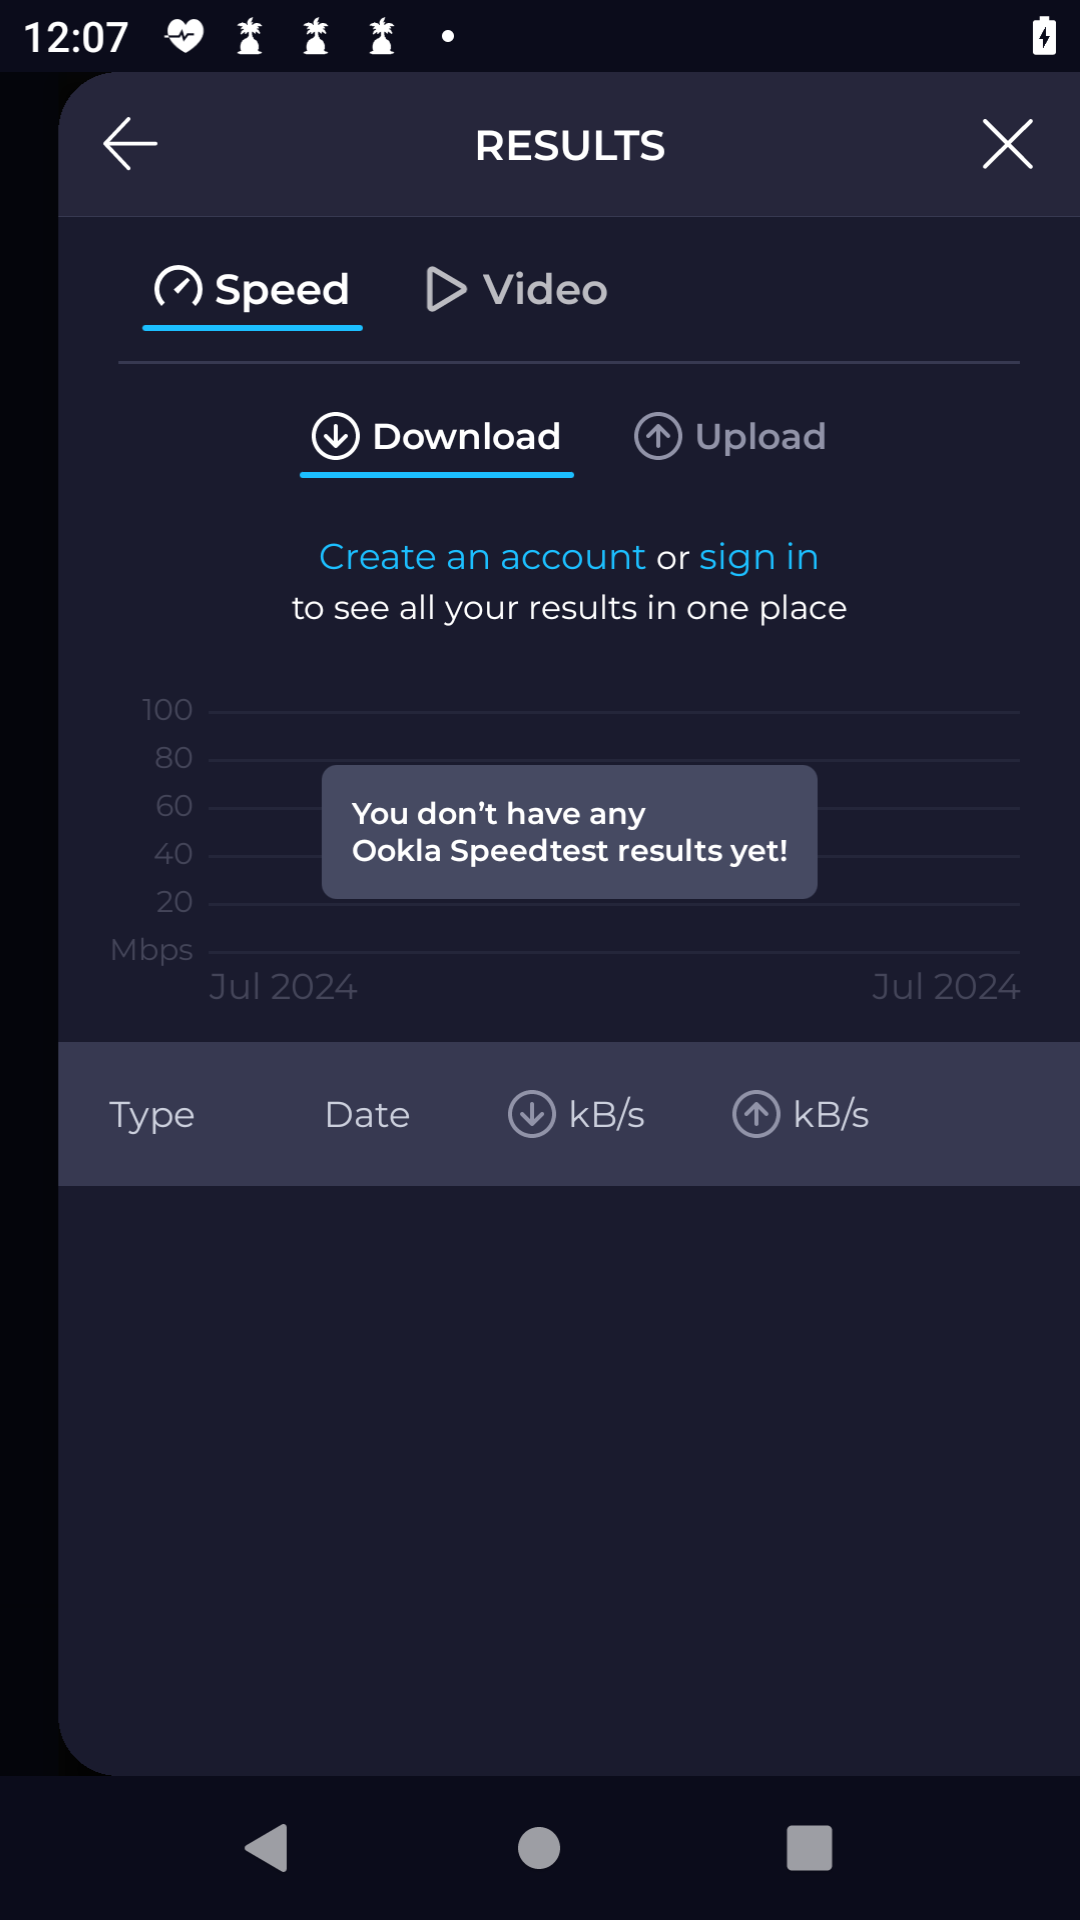 12:07
RESULTS
Speed Video
Download Upload
Create an account or sign in
to see all your results in one place
100
80
60
40
20
Mbps
You don’t have any
Ookla Speedtest results yet!
Jul 2024 Jul 2024
Type Date kB/s kB/s